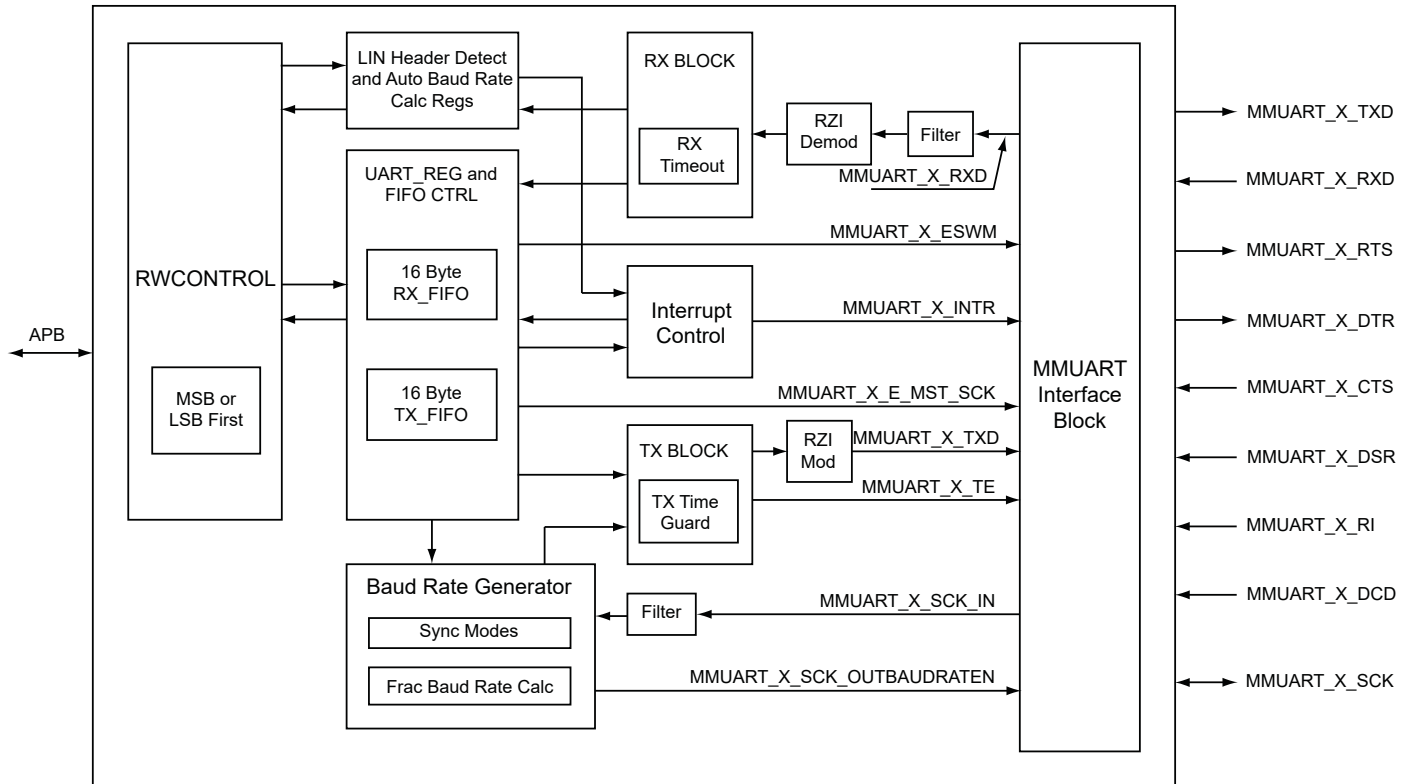 APB
RWCONTROL
MSB or
LSB First
LIN Header Detect
and Auto Baud Rate
Calc Regs
UART_REG and
FIFO CTRL
16 Byte
RX_FIFO
16 Byte
TX_FIFO
Baud Rate Generator
Sync Modes
Frac Baud Rate Calc
RX BLOCK
RX
Timeout
RZI
Demod
Filter
MMUART_X_RXD
MMUART_X_ESWM
Interrupt
Control
MMUART_X_INTR
MMUART_X_E_MST_SCK
TX BLOCK
TX Time
Guard
RZI
Mod
MMUART_X_TXD
MMUART_X_TE
Filter
MMUART_X_SCK_IN
MMUART_X_SCK_OUTBAUDRATEN
MMUART
Interface
Block
MMUART_X_TXD
MMUART_X_RXD
MMUART_X_RTS
MMUART_X_DTR
MMUART_X_CTS
MMUART_X_DSR
MMUART_X_RI
MMUART_X_DCD
MMUART_X_SCK